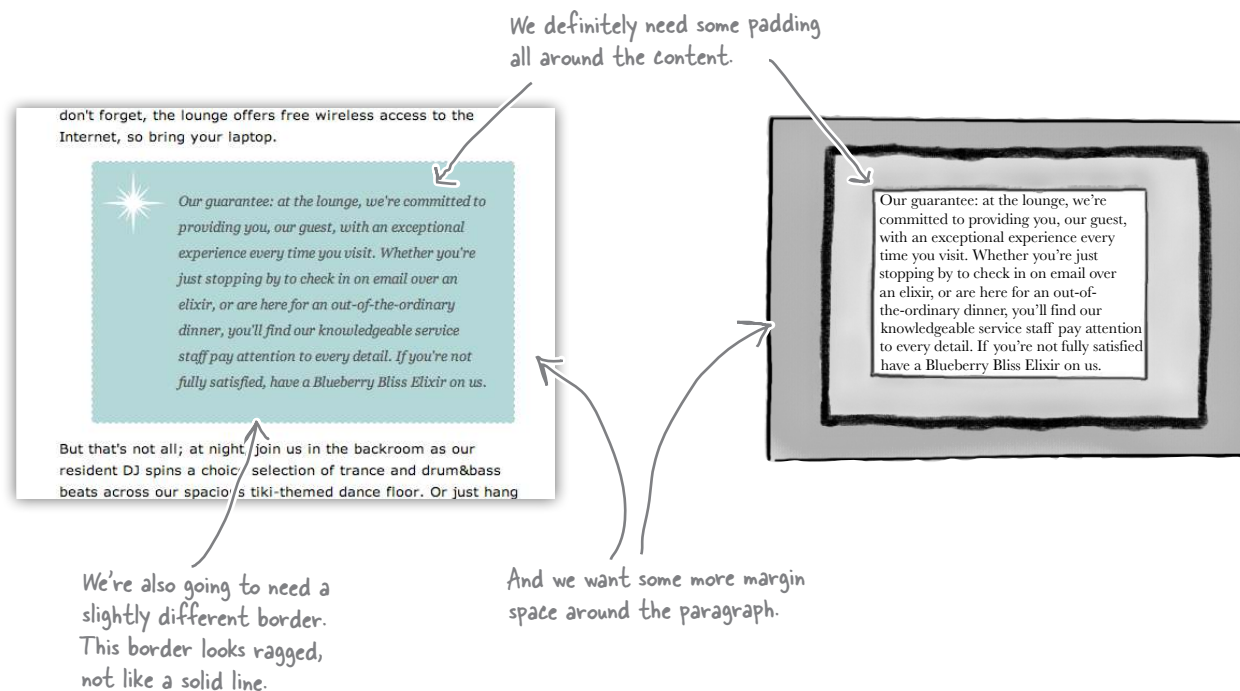 We definitely need some padding
all around the content.
don't forget, the lounge offers free wireless access to the
Internet, so bring your laptop.
Our guarantee: at the lounge, we're committed to
providing you, our guest, with an exceptional
experience every time you visit. Whether you're
just stopping by to check in on email over an
elixir, or are here for an out-of-the-ordinary
dinner, you'll find our knowledgeable service
staff pay attention to every detail. If you're not
fully satisfied, have a Blueberry Bliss Elixir on us.
But that's not all; at night, join us in the backroom as our
resident DJ spins a choice selection of trance and drum&bass
beats across our spacious tiki-themed dance floor. Or just hang
Our guarantee: at the lounge, we're
committed to providing you, our guest,
with an exceptional experience every
time you visit. Whether you're just
stopping by to check in on email over
an elixir, or are here for an out-of-
the-ordinary dinner, you'll find our
knowledgeable service staff pay attention
to every detail. If you're not fully satisfied
have a Blueberry Bliss Elixir on us.
We're also going to need a
slightly different border.
This border looks ragged,
not like a solid line.
And we want some more margin
space around the paragraph.